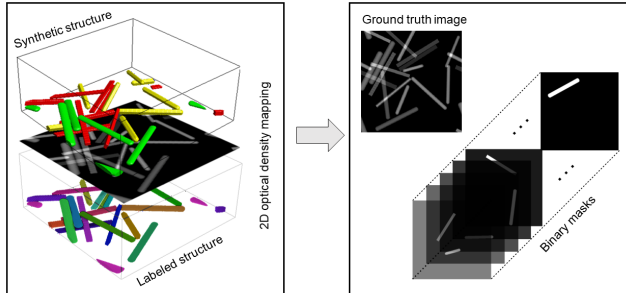 Synthetic structure
2D optical density mapping
Labeled structure
Ground truth image
Binary masks